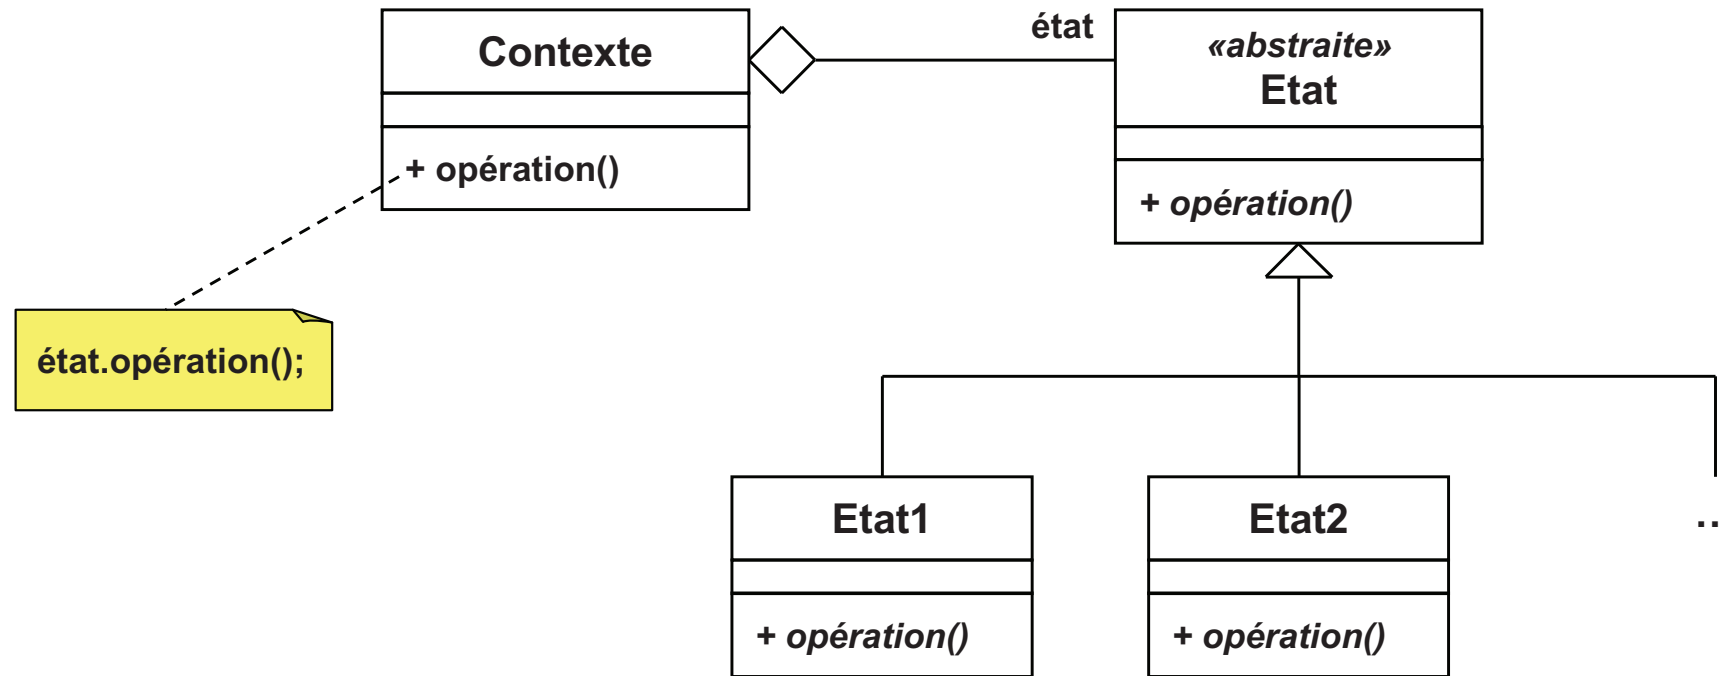 Contexte
+ opération()
état
«abstraite»
Etat
+ opération()
état.opération();
Etat1
+ opération()
Etat2
+ opération()
..